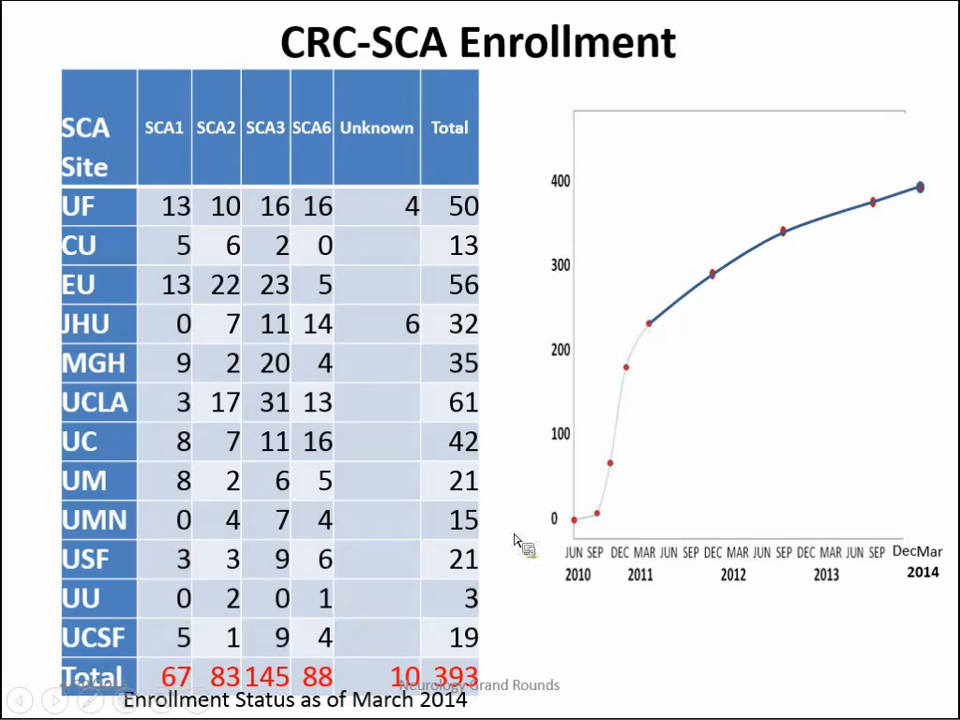 CRC-SCA Enrollment
SCA Site SCA1 SCA2 SCA3 SCA6 Unknown Total
UF 13 10 16 16 4 50
CU 5 6 2 0 13
EU 13 22 23 5 56
JHU 0 7 11 14 6 32
MGH 9 2 20 4 35
UCLA 3 17 31 13 61
UC 8 7 11 16 42
UM 8 2 6 5 21
UMN 0 4 7 4 15
USF 3 3 9 6 21
UU 0 2 0 1 3
UCSF 5 1 9 4 19
Total 67 83 145 88 10 393
Neurology Grand Rounds
Enrollment Status as of March 2014
400
300
200
100
0
JUN SEP DEC MAR JUN SEP DEC MAR JUN SEP DEC MAR JUN SEP Dec Mar
2010 2011 2012 2013 2014